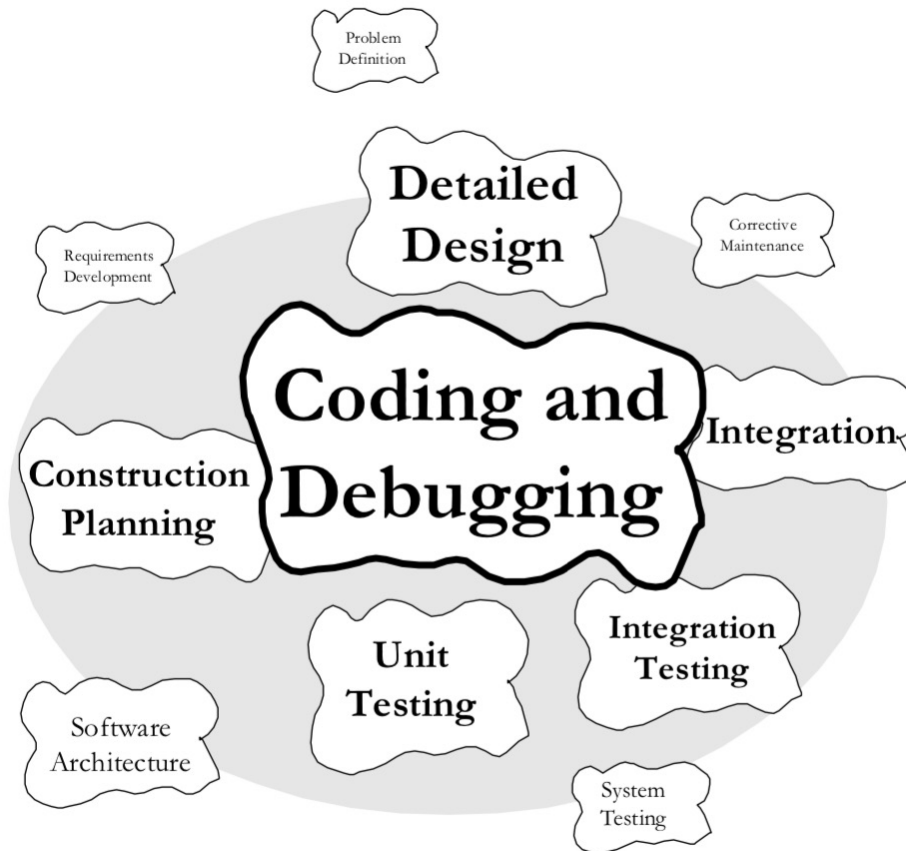 Problem
Definition
Detailed
Design
Corrective
Maintenance
Requirements
Development
Coding and
Debugging
Integration
Construction
Planning
Unit
Testing
Integration
Testing
Software
Architecture
System
Testing